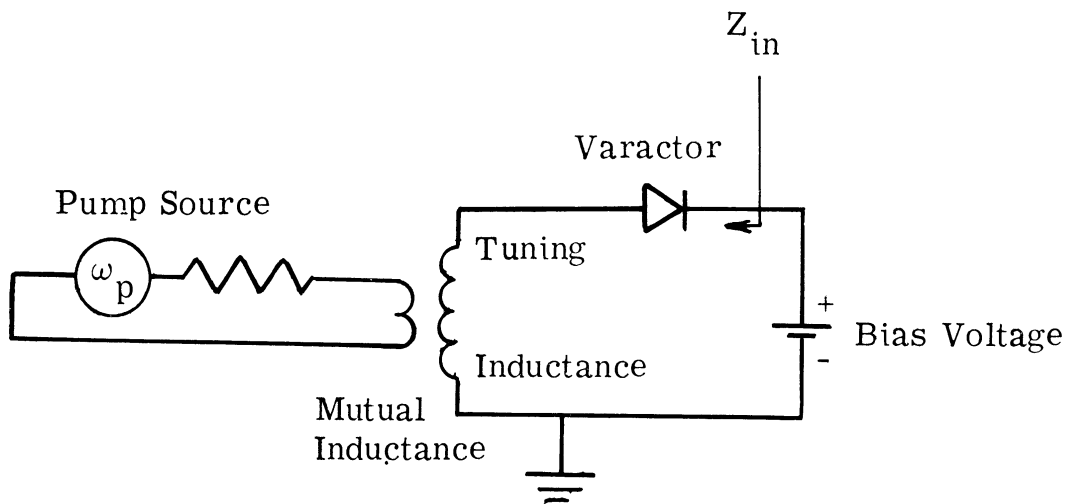 Z_in
Varactor
Pump Source
ω_p
Tuning
+
Bias Voltage
-
Inductance
Mutual
Inductance